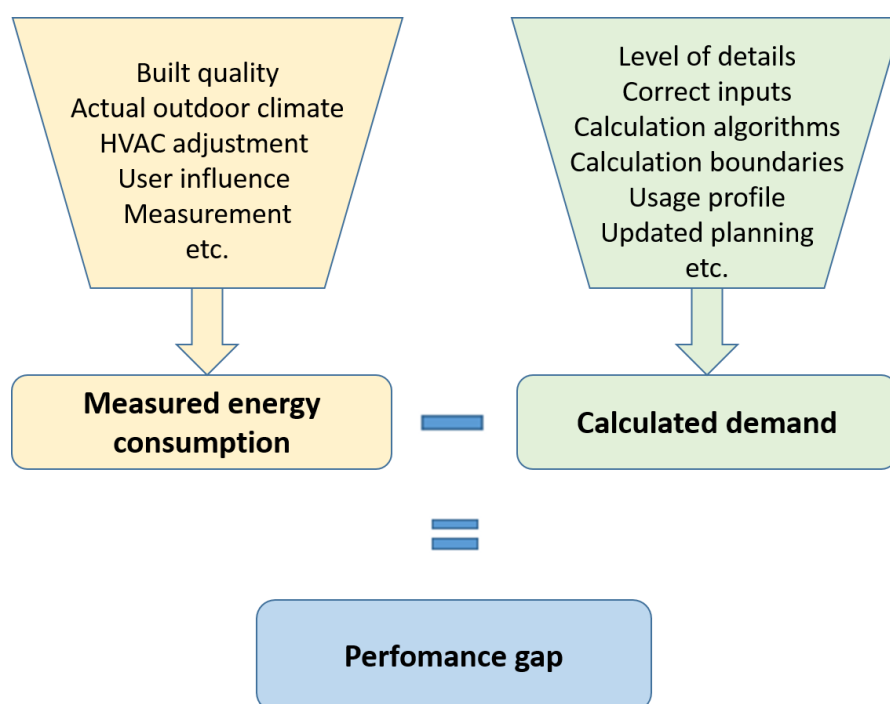 Built quality
Actual outdoor climate
HVAC adjustment
User influence
Measurement
etc.
Level of details
Correct inputs
Calculation algorithms
Calculation boundaries
Usage profile
Updated planning
etc.
Measured energy
consumption
Calculated demand
Perfomance gap